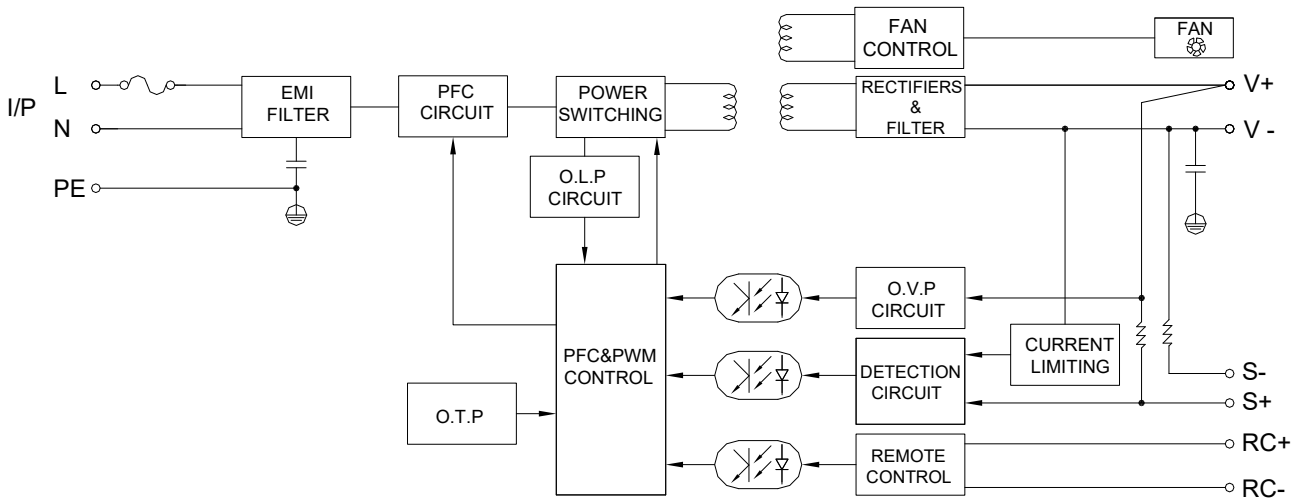 FAN
CONTROL
FAN
I/P
L
N
PE
EMI
FILTER
PFC
CIRCUIT
POWER
SWITCHING
RECTIFIERS
&
FILTER
V+
V -
O.L.P
CIRCUIT
O.V.P
CIRCUIT
PFC&PWM
CONTROL
CURRENT
LIMITING
DETECTION
CIRCUIT
S-
S+
O.T.P
REMOTE
CONTROL
RC+
RC-